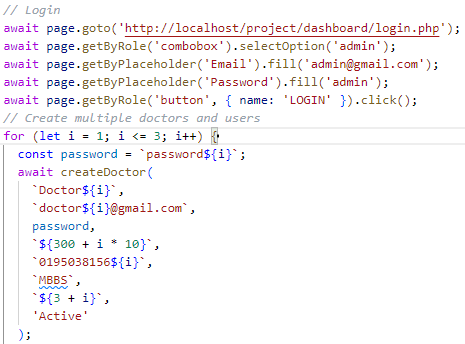 // Login
await page.goto('http://localhost/project/dashboard/login.php');
await page.getByRole('combobox').selectOption('admin');
await page.getByPlaceholder('Email').fill('admin@gmail.com');
await page.getByPlaceholder('Password').fill('admin');
await page.getByRole('button', { name: 'LOGIN' }).click();
// Create multiple doctors and users
for (let i = 1; i <= 3; i++) {
  const password = `password${i}`;
  await createDoctor(
    `Doctor${i}`,
    `doctor${i}@gmail.com`,
    password,
    `${300 + i * 10}`,
    `0195038156${i}`,
    `MBBS`,
    `${3 + i}`,
    'Active'
  );